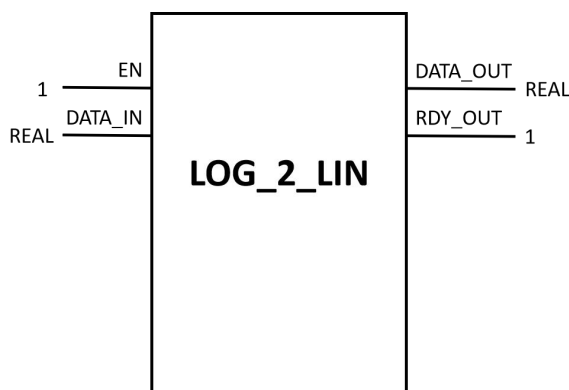 EN
1
DATA_IN
REAL
LOG_2_LIN
DATA_OUT
REAL
RDY_OUT
1